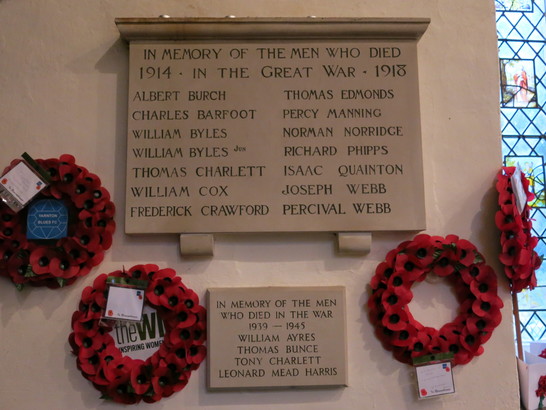 IN MEMORY OF THE MEN WHO DIED
1914 · IN THE GREAT WAR · 1918
ALBERT BURCH
CHARLES BARFOOT
WILLIAM BYLES
WILLIAM BYLES Jun
THOMAS CHARLETT
WILLIAM COX
FREDERICK CRAWFORD
THOMAS EDMONDS
PERCY MANNING
NORMAN NORRIDGE
RICHARD PHIPPS
ISAAC QUAINTON
JOSEPH WEBB
PERCIVAL WEBB
IN MEMORY OF THE MEN
WHO DIED IN THE WAR
1939 — 1945
WILLIAM AYRES
THOMAS BUNCE
TONY CHARLETT
LEONARD MEAD HARRIS
theWI
INSPIRING WOMEN